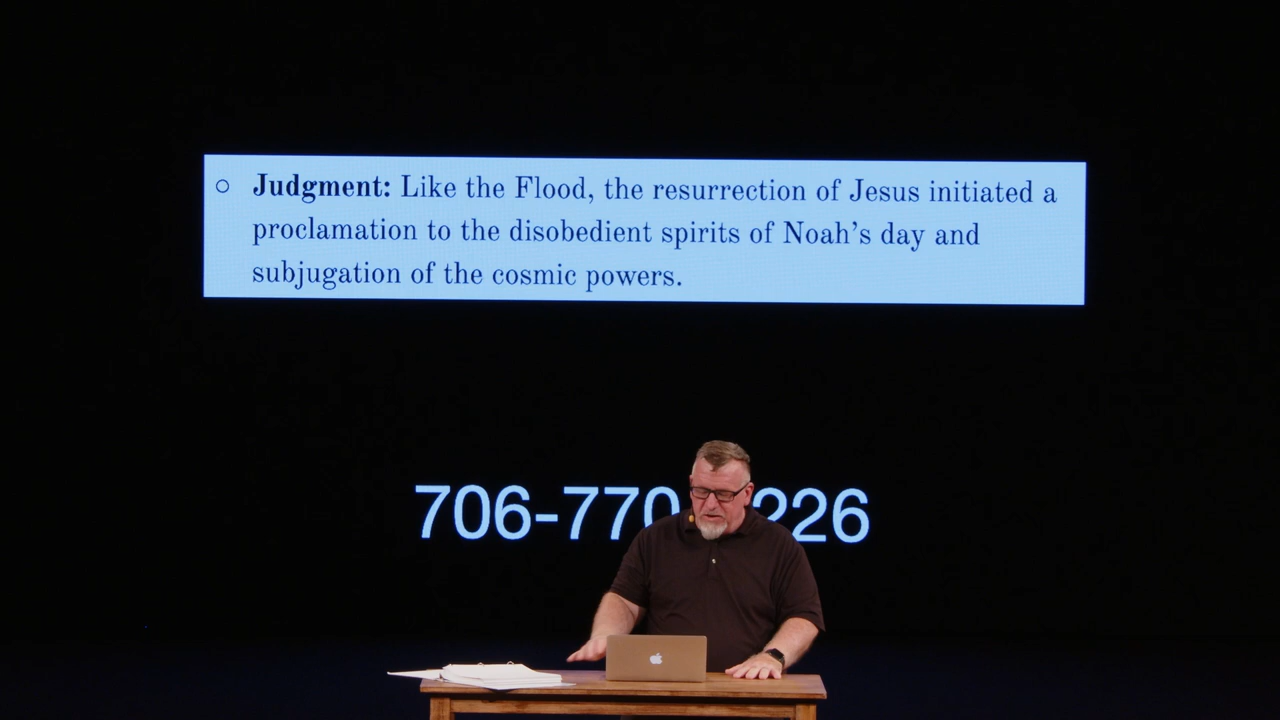 ○ Judgment: Like the Flood, the resurrection of Jesus initiated a
proclamation to the disobedient spirits of Noah’s day and
subjugation of the cosmic powers.
706-770 226